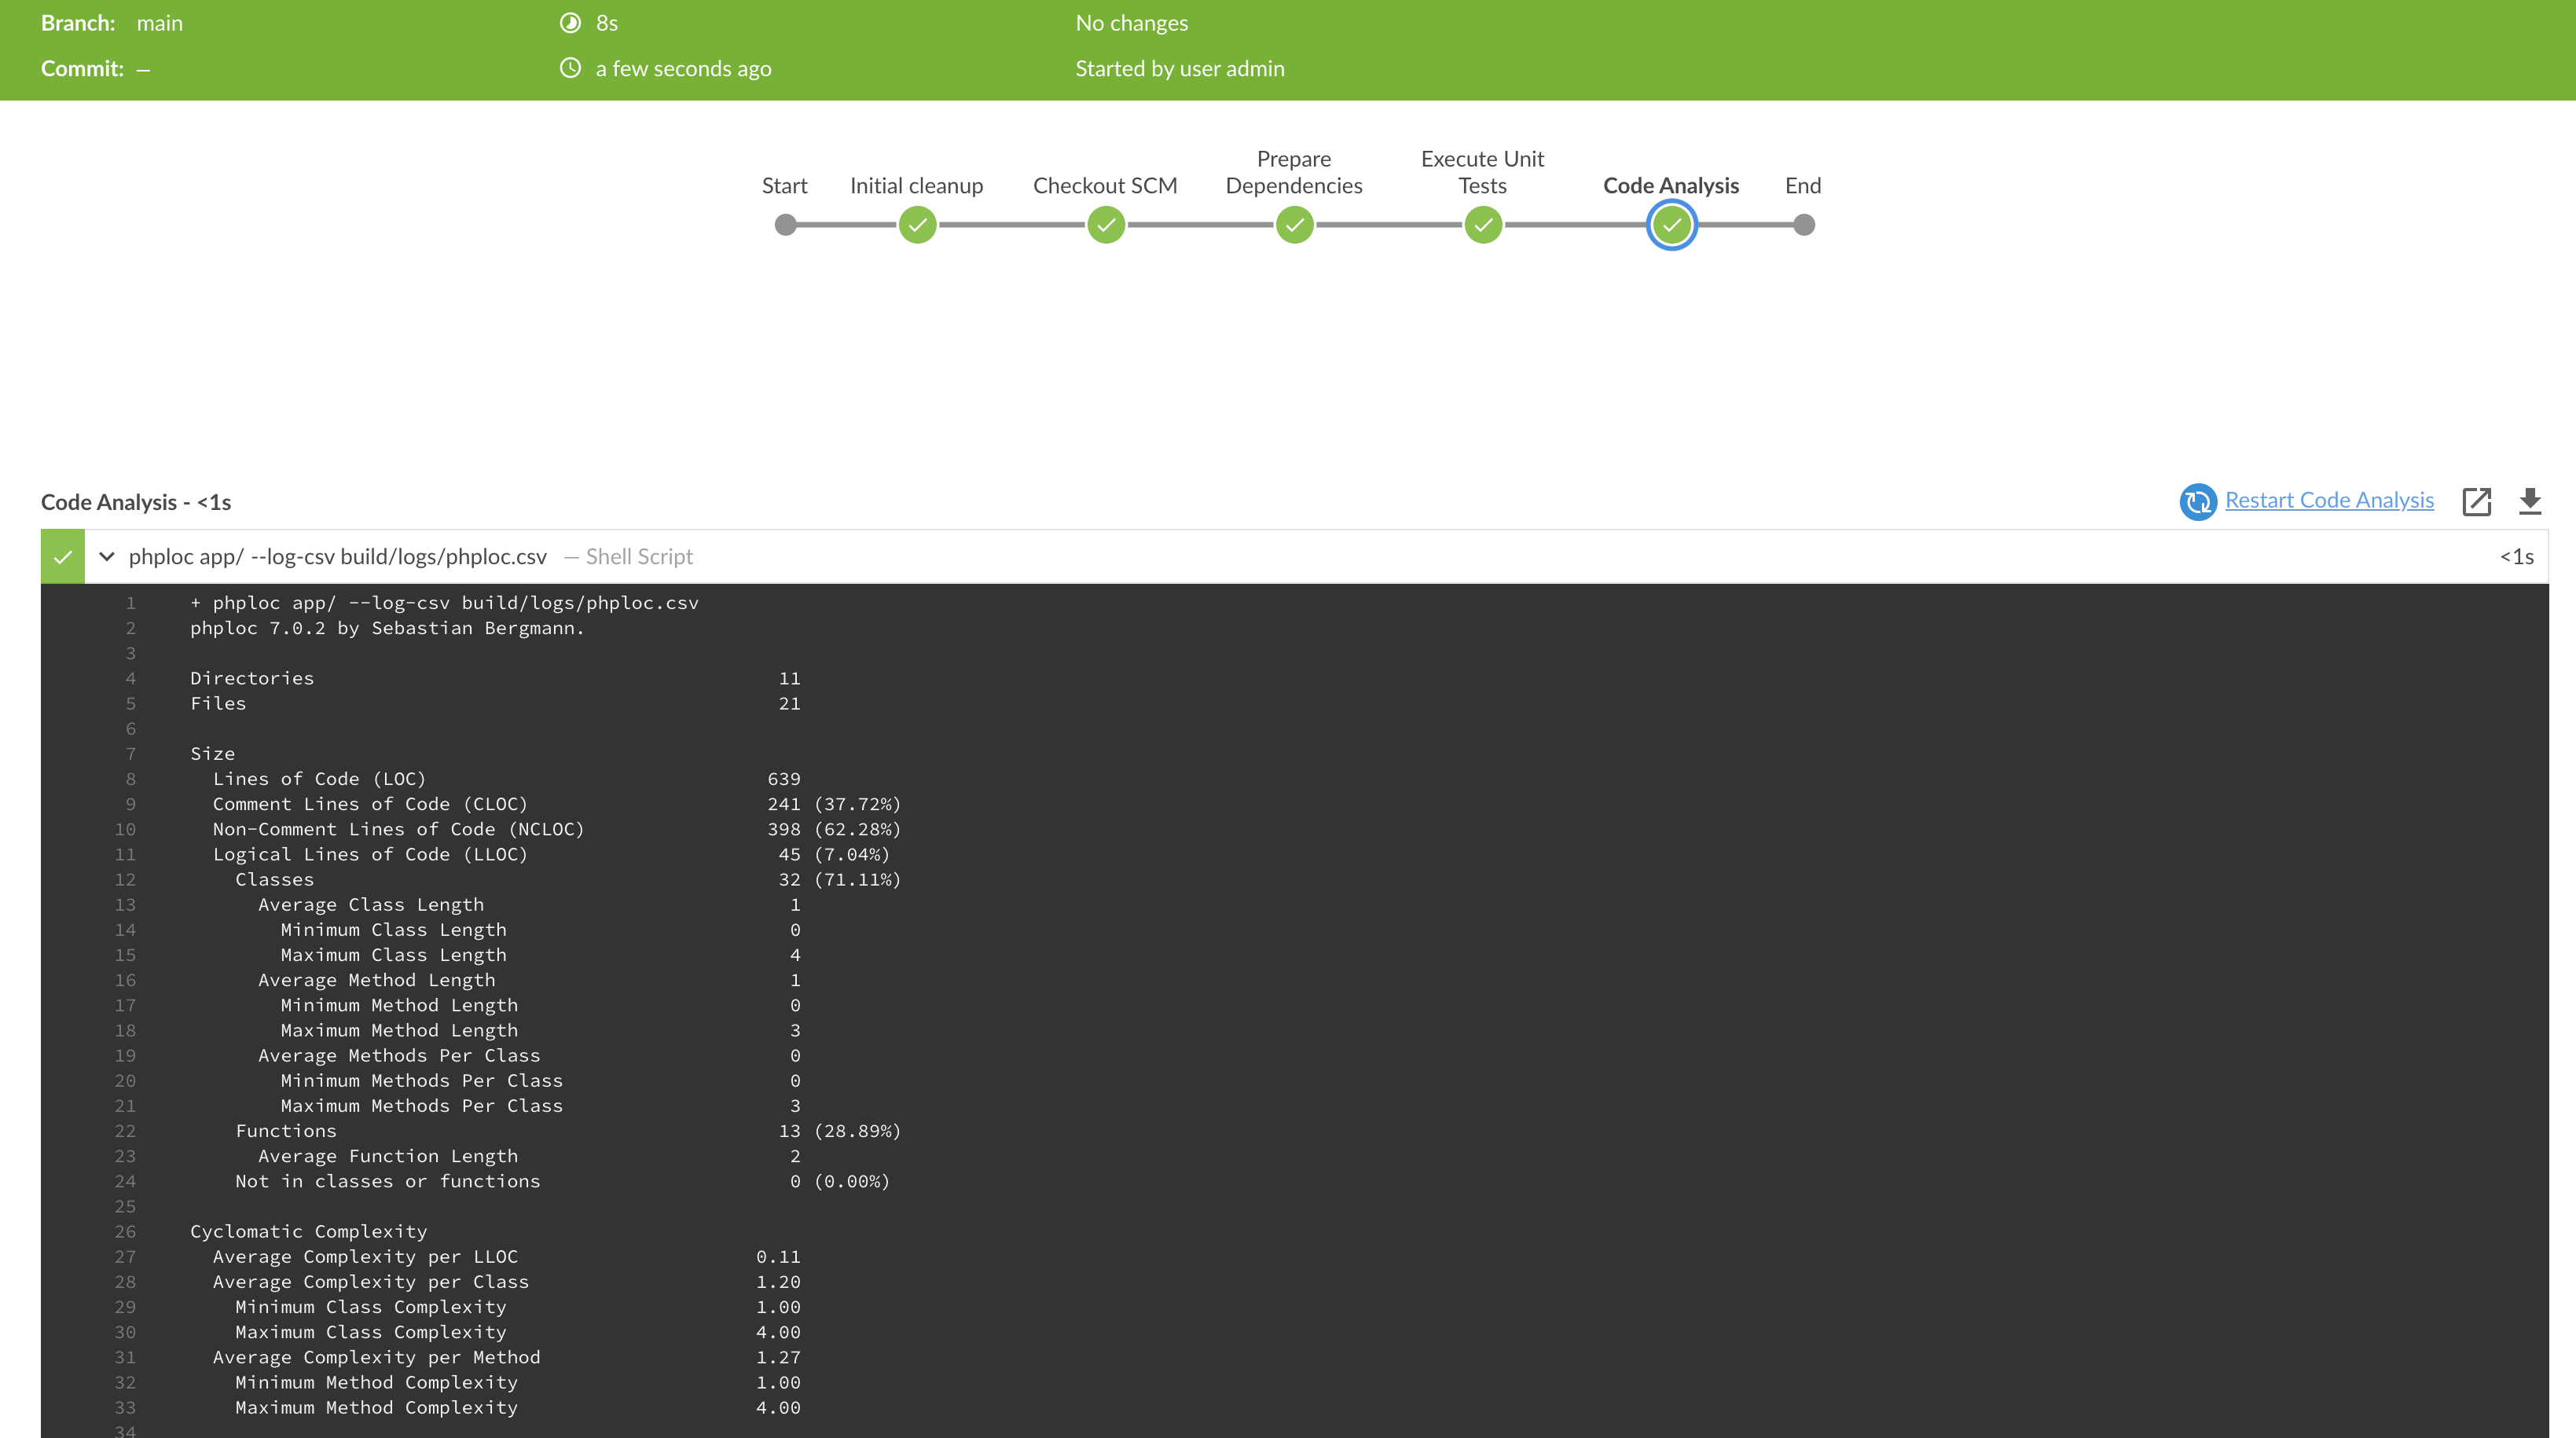 Branch: main 8s No changes
Commit: — a few seconds ago Started by user admin
Start Initial cleanup Checkout SCM Prepare Dependencies Execute Unit Tests Code Analysis End
Code Analysis - <1s Restart Code Analysis
phploc app/ --log-csv build/logs/phploc.csv — Shell Script <1s
1 + phploc app/ --log-csv build/logs/phploc.csv
2 phploc 7.0.2 by Sebastian Bergmann.
3
4 Directories 11
5 Files 21
6
7 Size
8 Lines of Code (LOC) 639
9 Comment Lines of Code (CLOC) 241 (37.72%)
10 Non-Comment Lines of Code (NCLOC) 398 (62.28%)
11 Logical Lines of Code (LLOC) 45 (7.04%)
12 Classes 32 (71.11%)
13 Average Class Length 1
14 Minimum Class Length 0
15 Maximum Class Length 4
16 Average Method Length 1
17 Minimum Method Length 0
18 Maximum Method Length 3
19 Average Methods Per Class 0
20 Minimum Methods Per Class 0
21 Maximum Methods Per Class 3
22 Functions 13 (28.89%)
23 Average Function Length 2
24 Not in classes or functions 0 (0.00%)
25
26 Cyclomatic Complexity
27 Average Complexity per LLOC 0.11
28 Average Complexity per Class 1.20
29 Minimum Class Complexity 1.00
30 Maximum Class Complexity 4.00
31 Average Complexity per Method 1.27
32 Minimum Method Complexity 1.00
33 Maximum Method Complexity 4.00
34